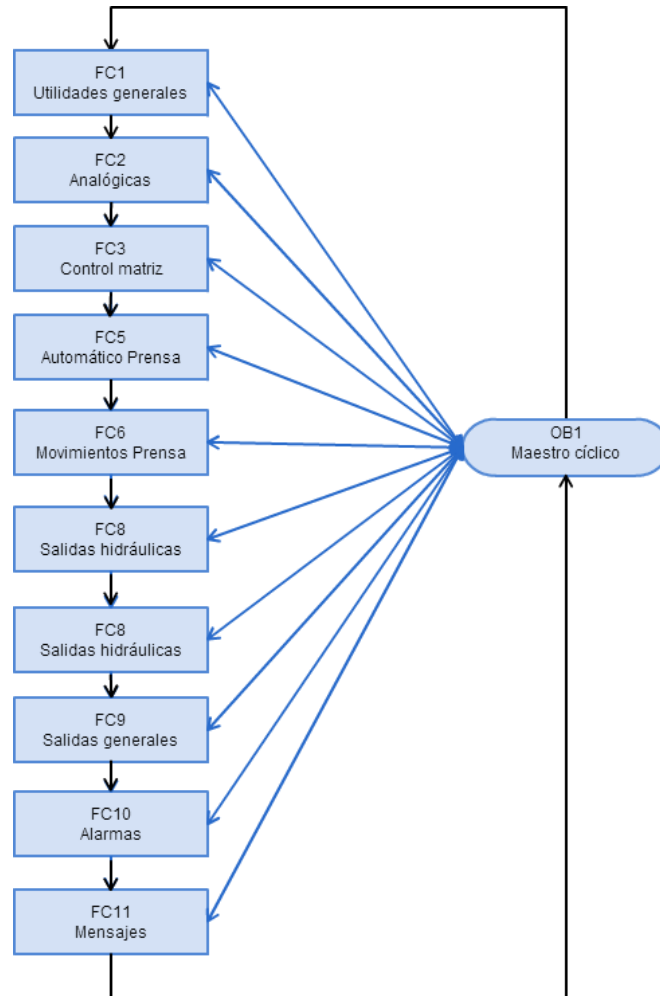 FC1
Utilidades generales
FC2
Analógicas
FC3
Control matriz
FC5
Automático Prensa
FC6
Movimientos Prensa
OB1
Maestro cíclico
FC8
Salidas hidráulicas
FC8
Salidas hidráulicas
FC9
Salidas generales
FC10
Alarmas
FC11
Mensajes